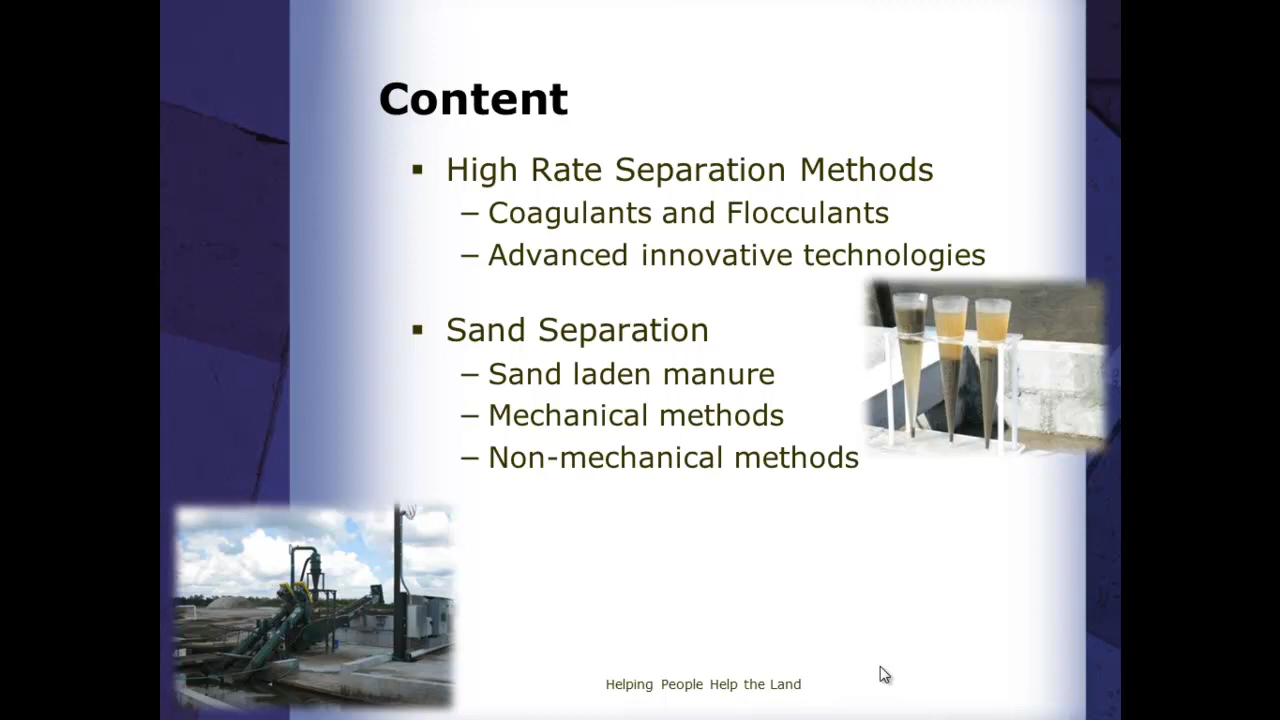 Content
▪ High Rate Separation Methods
– Coagulants and Flocculants
– Advanced innovative technologies
▪ Sand Separation
– Sand laden manure
– Mechanical methods
– Non-mechanical methods
Helping People Help the Land